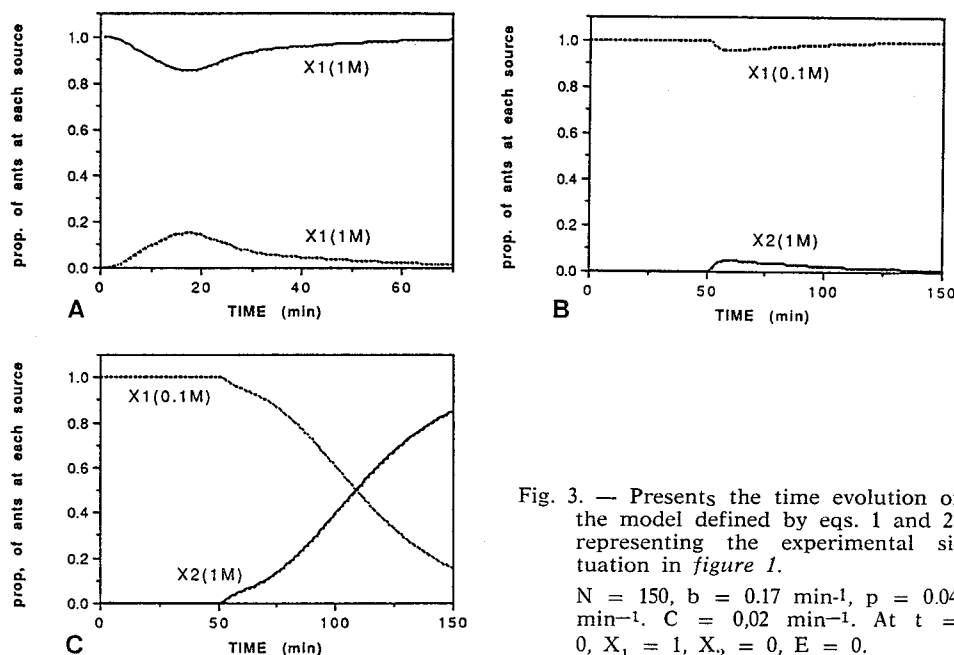 prop. of ants at each source
1.0
0.8
0.6
0.4
0.2
0.0
X1(1M)
X1(1M)
0
20
40
60
A
TIME (min)
prop. of ants at each source
1.0
0.8
0.6
0.4
0.2
0.0
X1(0.1M)
X2(1M)
0
50
100
150
B
TIME (min)
prop. of ants at each source
1.0
0.8
0.6
0.4
0.2
0.0
X1(0.1M)
X2(1M)
0
50
100
150
C
TIME (min)
Fig. 3. — Presents the time evolution of
the model defined by eqs. 1 and 2
representing the experimental si-
tuation in figure 1.
N = 150, b = 0.17 min-1, p = 0.04
min—1. C = 0,02 min—1. At t =
0, X1 = 1, X2 = 0, E = 0.